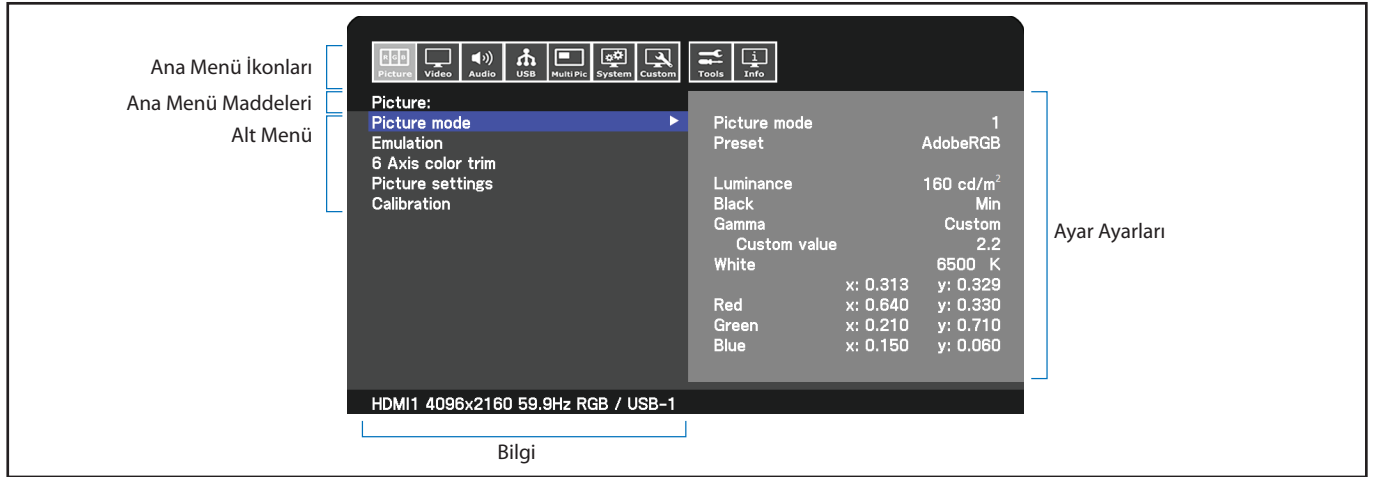 Ana Menü İkonları
RGB
Picture Video Audio USB MultiPic System Custom Tools Info
Ana Menü Maddeleri
Picture:
Alt Menü
Picture mode
Emulation
6 Axis color trim
Picture settings
Calibration
Picture mode 1
Preset AdobeRGB
Luminance 160 cd/m²
Black Min
Gamma Custom
Custom value 2.2
White 6500 K
x: 0.313 y: 0.329
Red x: 0.640 y: 0.330
Green x: 0.210 y: 0.710
Blue x: 0.150 y: 0.060
Ayar Ayarları
HDMI1 4096x2160 59.9Hz RGB / USB-1
Bilgi